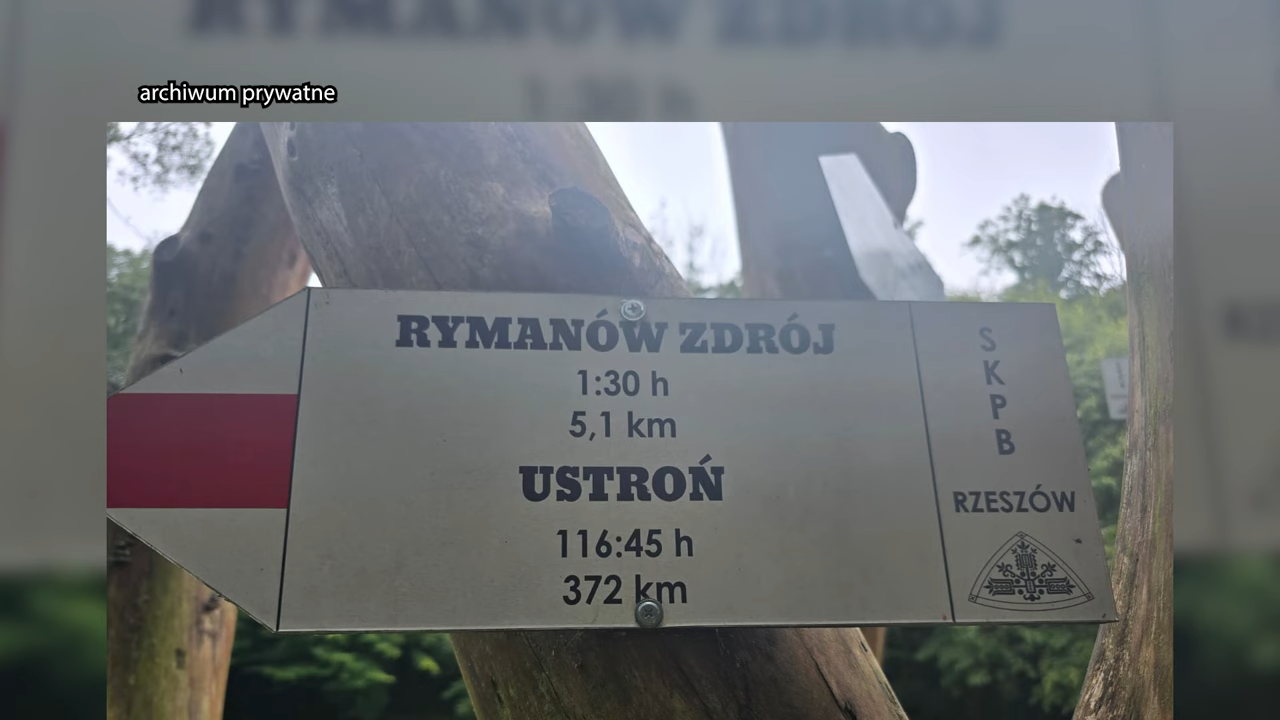 archiwum prywatne
RYMANÓW ZDRÓJ
1:30 h
5,1 km
USTROŃ
116:45 h
372 km
S
K
P
B
RZESZÓW